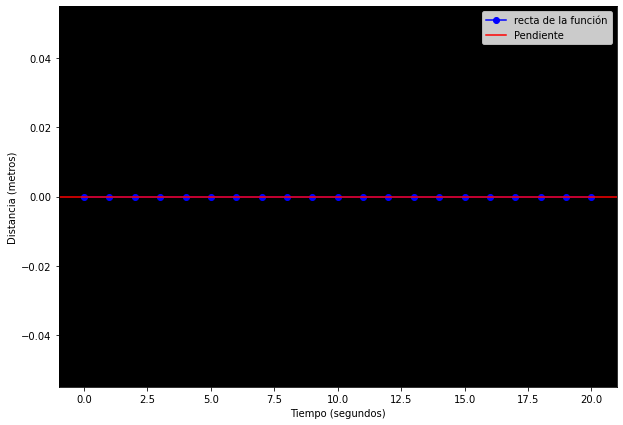 recta de la función
Pendiente
0.04
0.02
0.00
−0.02
−0.04
Distancia (metros)
0.0 2.5 5.0 7.5 10.0 12.5 15.0 17.5 20.0
Tiempo (segundos)